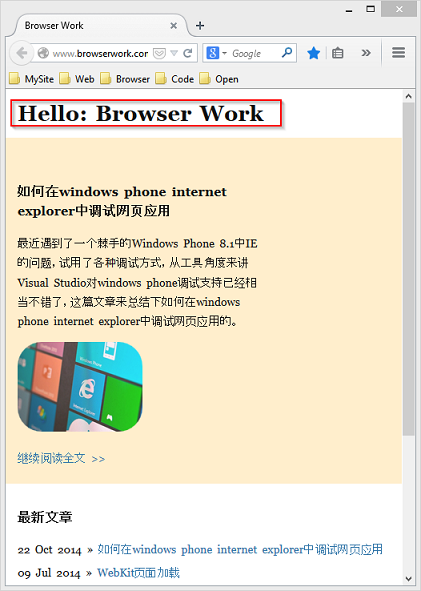 Browser Work
www.browserwork.com
Google
MySite Web Browser Code Open
Hello: Browser Work
如何在windows phone internet
explorer中调试网页应用
最近遇到了一个棘手的Windows Phone 8.1中IE
的问题，试用了各种调试方式，从工具角度来讲
Visual Studio对windows phone调试支持已经相
当不错了，这篇文章来总结下如何在windows
phone internet explorer中调试网页应用的。
Internet Explorer
继续阅读全文 >>
最新文章
22 Oct 2014 » 如何在windows phone internet explorer中调试网页应用
09 Jul 2014 » WebKit页面加载